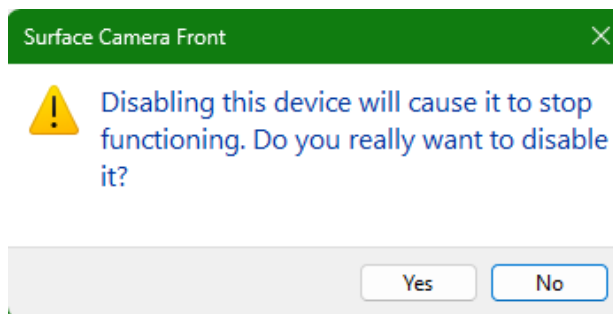 Surface Camera Front
Disabling this device will cause it to stop
functioning. Do you really want to disable
it?
Yes
No